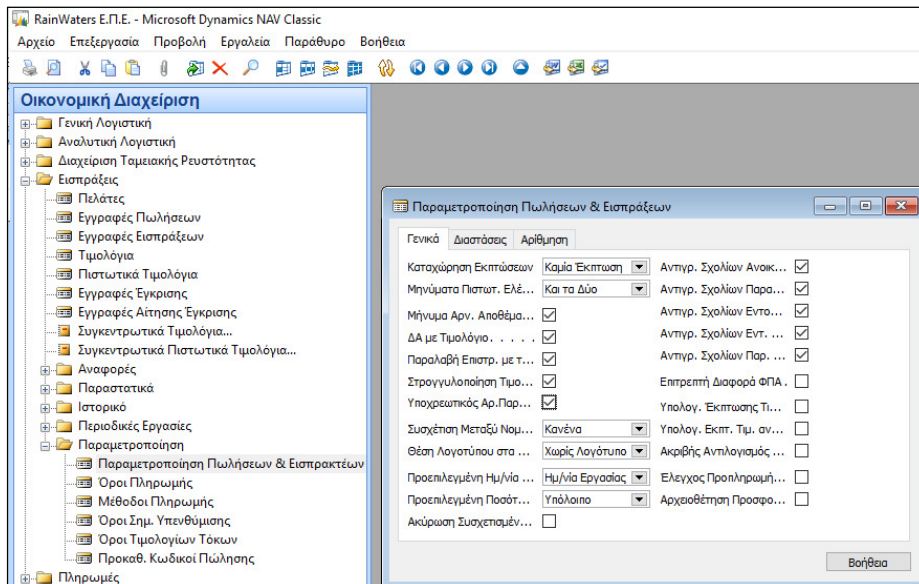 RainWaters Ε.Π.Ε. - Microsoft Dynamics NAV Classic
Αρχείο Επεξεργασία Προβολή Εργαλεία Παράθυρο Βοήθεια
Οικονομική Διαχείριση
Γενική Λογιστική
Αναλυτική Λογιστική
Διαχείριση Ταμειακής Ρευστότητας
Εισπράξεις
Πελάτες
Εγγραφές Πωλήσεων
Εγγραφές Εισπράξεων
Τιμολόγια
Πιστωτικά Τιμολόγια
Εγγραφές Έγκρισης
Εγγραφές Αίτησης Έγκρισης
Συγκεντρωτικά Τιμολόγια...
Συγκεντρωτικά Πιστωτικά Τιμολόγια...
Αναφορές
Παραστατικά
Ιστορικό
Περιοδικές Εργασίες
Παραμετροποίηση
Παραμετροποίηση Πωλήσεων & Εισπρακτέων
Όροι Πληρωμής
Μέθοδοι Πληρωμής
Όροι Σημ. Υπενθύμισης
Όροι Τιμολογίων Τόκων
Προκαθ. Κωδικοί Πώλησης
Πληρωμές
Παραμετροποίηση Πωλήσεων & Εισπράξεων
Γενικά Διαστάσεις Αρίθμηση
Καταχώρηση Εκπτώσεων Καμία Έκπτωση
Μηνύματα Πιστωτ. Ελέ... Και τα Δύο
Μήνυμα Αρν. Αποθέμα...
ΔΑ με Τιμολόγιο. . . . .
Παραλαβή Επιστρ. με τ...
Στρογγυλοποίηση Τιμο...
Υποχρεωτικός Αρ.Παρ...
Συσχέτιση Μεταξύ Νομ... Κανένα
Θέση Λογοτύπου στα ... Χωρίς Λογότυπο
Προεπιλεγμένη Ημ/νία ... Ημ/νία Εργασίας
Προεπιλεγμένη Ποσότ... Υπόλοιπο
Ακύρωση Συσχετισμέν...
Αντιγρ. Σχολίων Ανοικ...
Αντιγρ. Σχολίων Παρα...
Αντιγρ. Σχολίων Εντο...
Αντιγρ. Σχολίων Εντ. ...
Αντιγρ. Σχολίων Παρ. ...
Επιτρεπτή Διαφορά ΦΠΑ .
Υπολογ. Έκπτωσης Τι...
Υπολογ. Εκπτ. Τιμ. αν...
Ακριβής Αντιλογισμός ...
Έλεγχος Προπληρωμή...
Αρχειοθέτηση Προσφο...
Βοήθεια